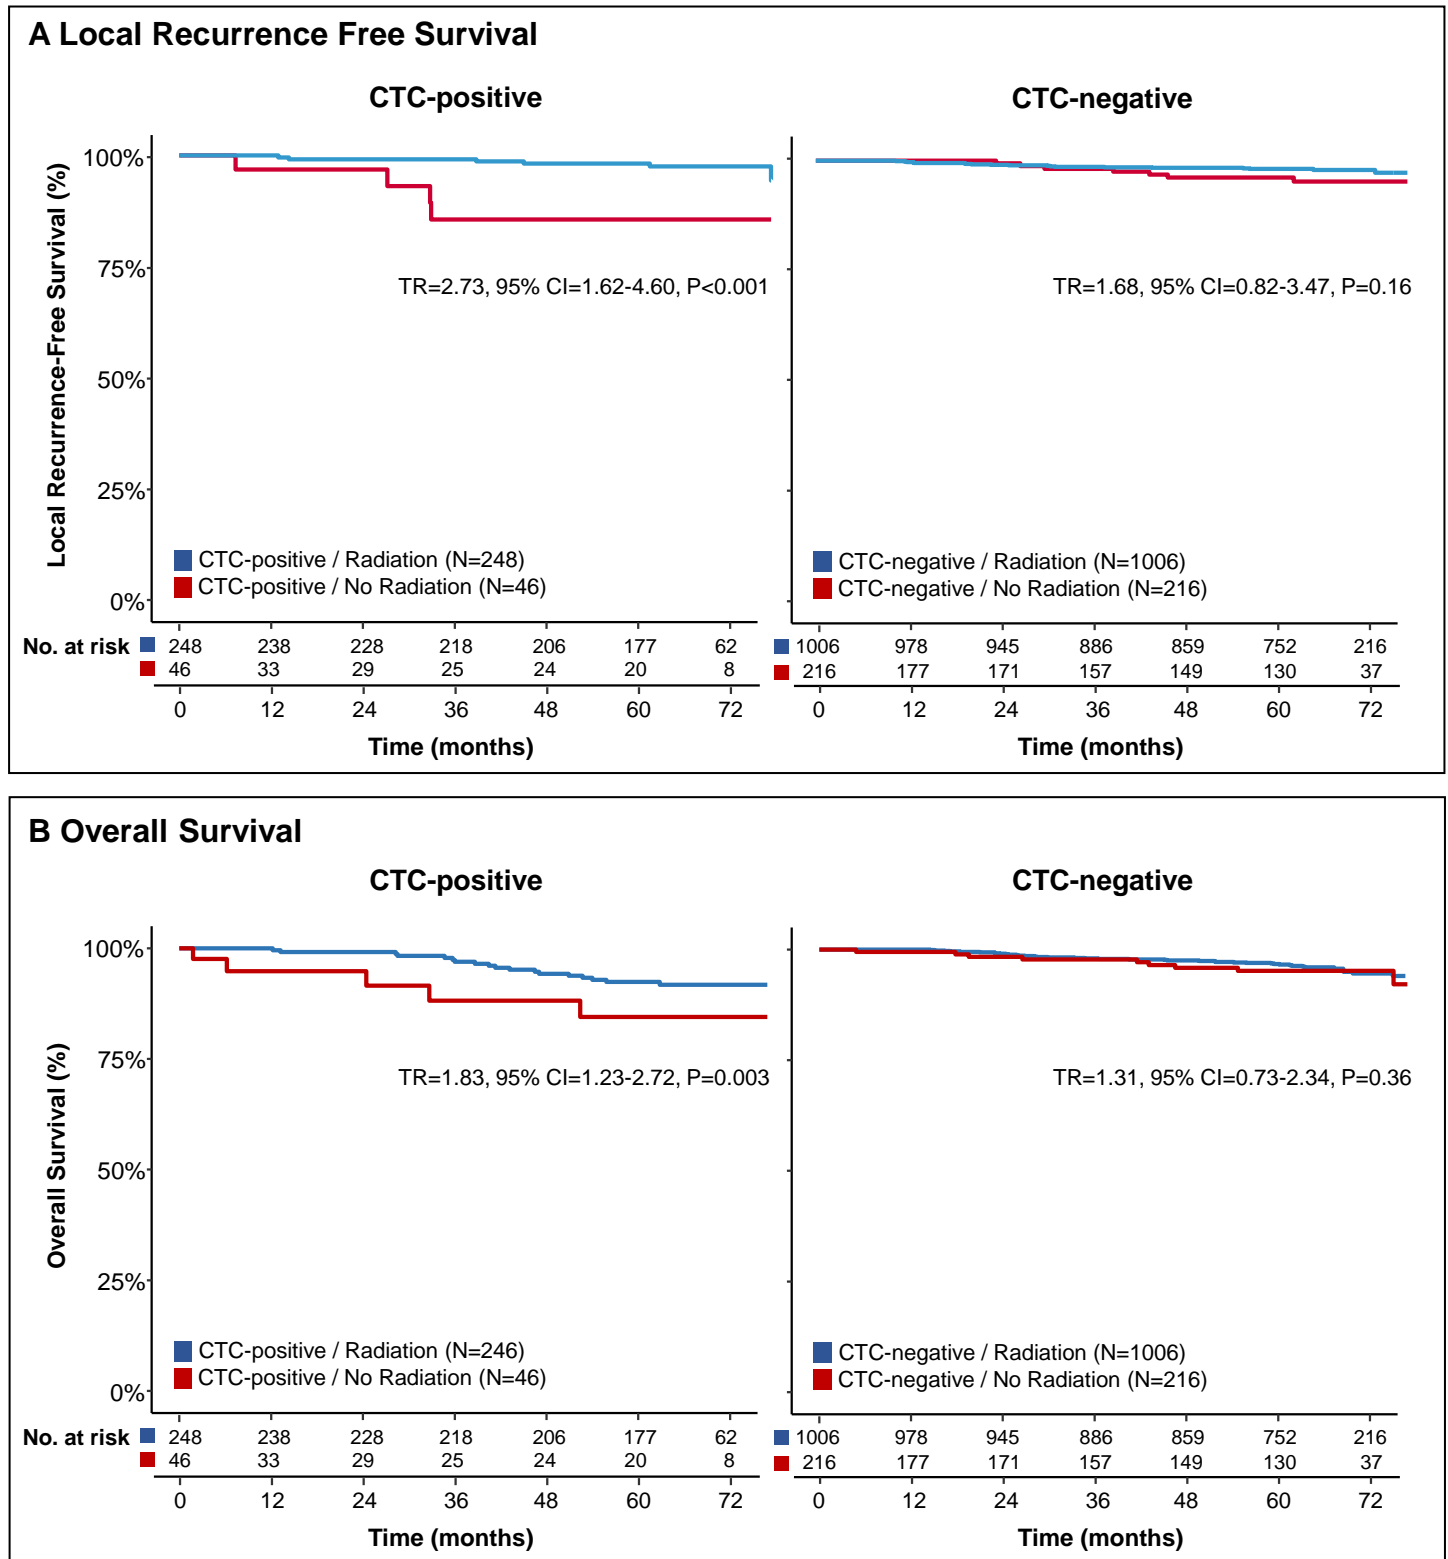 A Local Recurrence Free Survival
CTC-positive
CTC-negative
Local Recurrence-Free Survival (%)
100%
75%
50%
25%
0%
TR=2.73, 95% CI=1.62-4.60, P<0.001
TR=1.68, 95% CI=0.82-3.47, P=0.16
CTC-positive / Radiation (N=248)
CTC-positive / No Radiation (N=46)
CTC-negative / Radiation (N=1006)
CTC-negative / No Radiation (N=216)
No. at risk 248 238 228 218 206 177 62
46 33 29 25 24 20 8
0 12 24 36 48 60 72
Time (months)
1006 978 945 886 859 752 216
216 177 171 157 149 130 37
0 12 24 36 48 60 72
Time (months)
B Overall Survival
CTC-positive
CTC-negative
Overall Survival (%)
100%
75%
50%
25%
0%
TR=1.83, 95% CI=1.23-2.72, P=0.003
TR=1.31, 95% CI=0.73-2.34, P=0.36
CTC-positive / Radiation (N=246)
CTC-positive / No Radiation (N=46)
CTC-negative / Radiation (N=1006)
CTC-negative / No Radiation (N=216)
No. at risk 248 238 228 218 206 177 62
46 33 29 25 24 20 8
0 12 24 36 48 60 72
Time (months)
1006 978 945 886 859 752 216
216 177 171 157 149 130 37
0 12 24 36 48 60 72
Time (months)